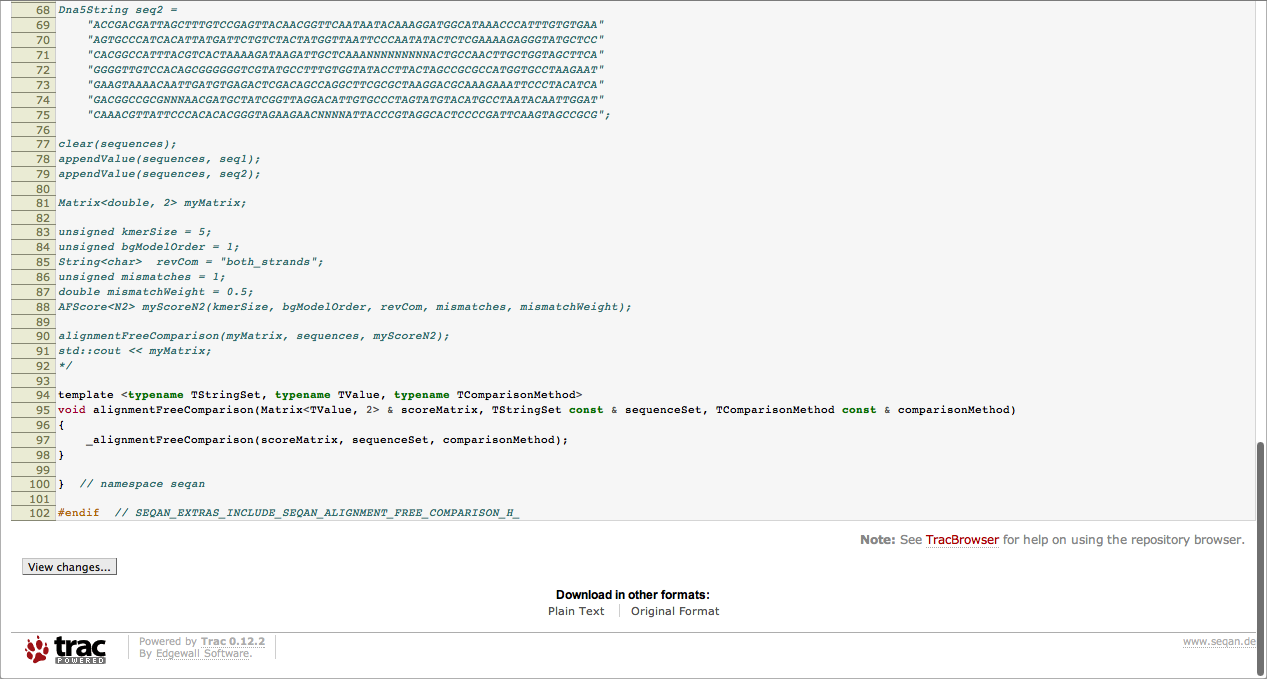 68 Dna5String seq2 =
69 "ACCGACGATTAGCTTTGTCCGAGTTACAACGGTTCAATAATACAAAGGATGGCATAAACCCATTTGTGTGAA"
70 "AGTGCCCATCACATTATGATTCTGTCTACTATGGTTAATTCCCAATATACTCTCGAAAAGAGGGTATGCTCC"
71 "CACGGCCATTTACGTCACTAAAAGATAAGATTGCTCAAANNNNNNNNNACTGCCAACTTGCTGGTAGCTTCA"
72 "GGGGTTGTCCACAGCGGGGGGTCGTATGCCTTTGTGGTATACCTTACTAGCCGCGCCATGGTGCCTAAGAAT"
73 "GAAGTAAAACAATTGATGTGAGACTCGACAGCCAGGCTTCGCGCTAAGGACGCAAAGAAATTCCCTACATCA"
74 "GACGGCCGCGNNNAACGATGCTATCGGTTAGGACATTGTGCCCTAGTATGTACATGCCTAATACAATTGGAT"
75 "CAAACGTTATTCCCACACACGGGTAGAAGAACNNNNATTACCCGTAGGCACTCCCCGATTCAAGTAGCCGCG";
76
77 clear(sequences);
78 appendValue(sequences, seq1);
79 appendValue(sequences, seq2);
80
81 Matrix<double, 2> myMatrix;
82
83 unsigned kmerSize = 5;
84 unsigned bgModelOrder = 1;
85 String<char>  revCom = "both_strands";
86 unsigned mismatches = 1;
87 double mismatchWeight = 0.5;
88 AFScore<N2> myScoreN2(kmerSize, bgModelOrder, revCom, mismatches, mismatchWeight);
89
90 alignmentFreeComparison(myMatrix, sequences, myScoreN2);
91 std::cout << myMatrix;
92 */
93
94 template <typename TStringSet, typename TValue, typename TComparisonMethod>
95 void alignmentFreeComparison(Matrix<TValue, 2> & scoreMatrix, TStringSet const & sequenceSet, TComparisonMethod const & comparisonMethod)
96 {
97     _alignmentFreeComparison(scoreMatrix, sequenceSet, comparisonMethod);
98 }
99
100 }  // namespace seqan
101
102 #endif  // SEQAN_EXTRAS_INCLUDE_SEQAN_ALIGNMENT_FREE_COMPARISON_H_
Note: See TracBrowser for help on using the repository browser.
View changes...
Download in other formats:
Plain Text
Original Format
trac POWERED
Powered by Trac 0.12.2
By Edgewall Software.
www.seqan.de